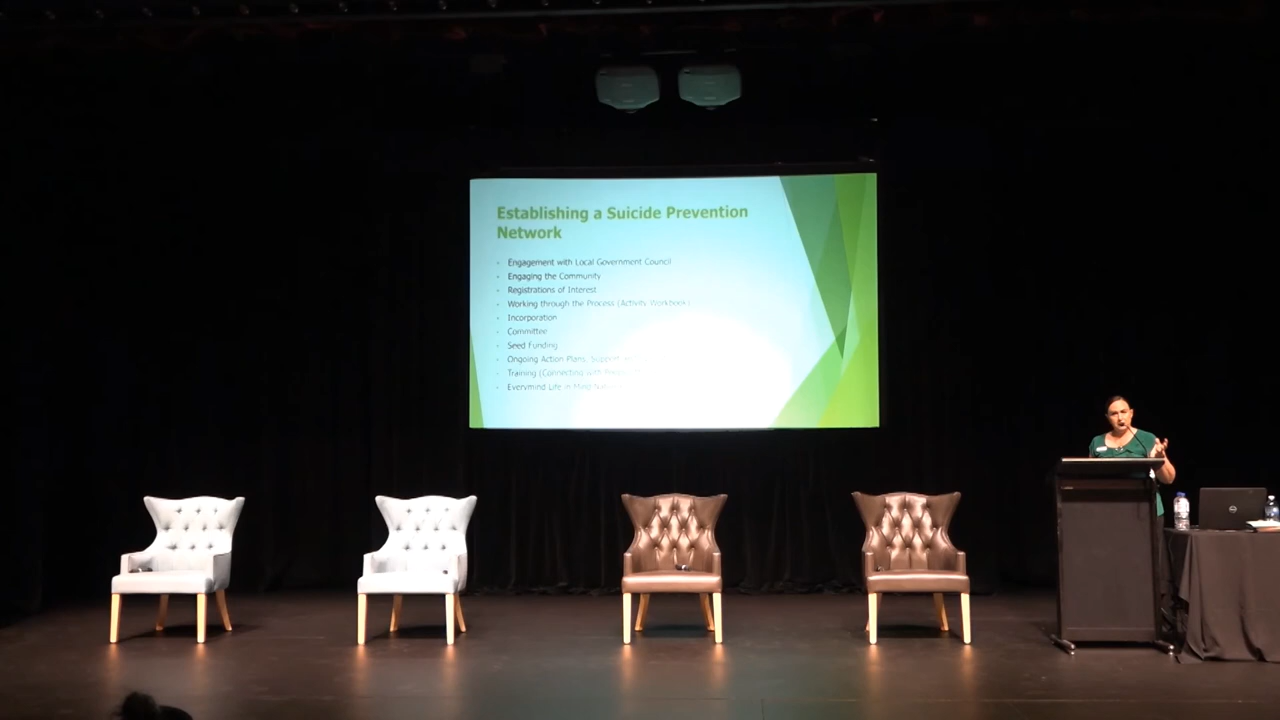 Establishing a Suicide Prevention
Network
- Engagement with Local Government Council
- Engaging the Community
- Registrations of Interest
- Working through the Process (Activity Workbook)
- Incorporation
- Committee
- Seed Funding
- Ongoing Action Plans, Support
- Training (Connecting with
- Everymind Life in Mind
DELL